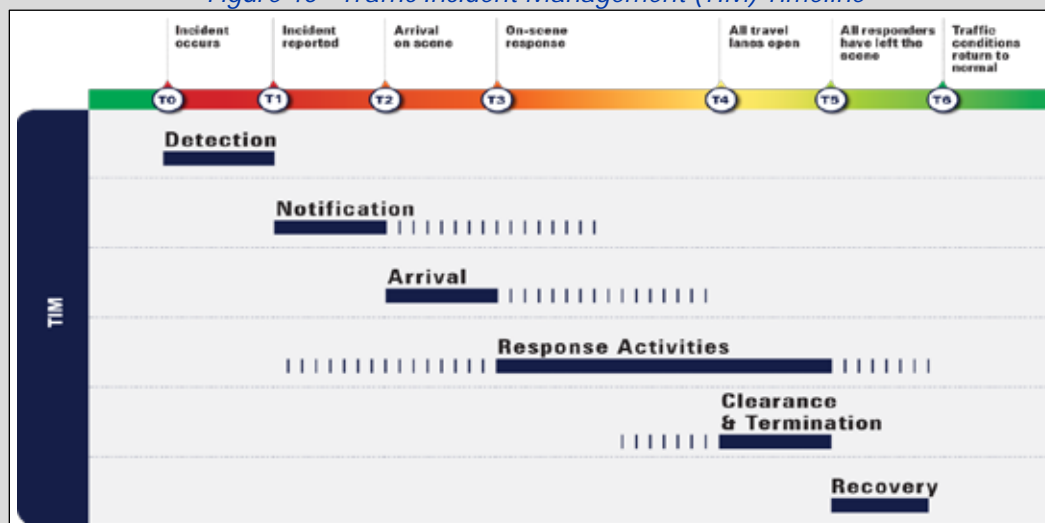 Incident
occurs
Incident
reported
Arrival
on scene
On-scene
response
All travel
lanes open
All responders
have left the
scene
Traffic
conditions
return to
normal
T0
T1
T2
T3
T4
T5
T6
TIM
Detection
Notification
Arrival
Response Activities
Clearance
& Termination
Recovery